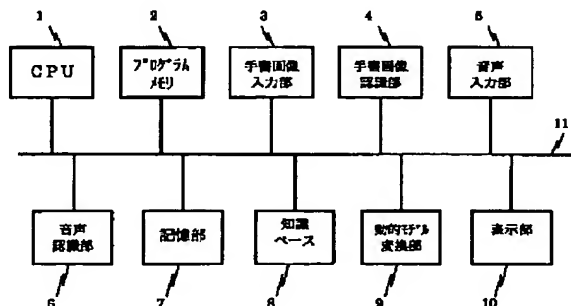 1 2 3 4 5
CPU
プログラム
メモリ
手書画像
入力部
手書画像
認識部
音声
入力部
11
音声
認識部
記憶部
知識
ベース
動的モデル
変換部
表示部
6 7 8 9 10